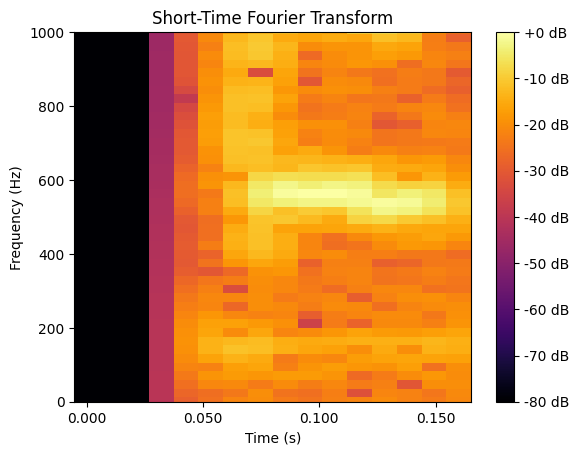 Short-Time Fourier Transform
1000
800
600
400
200
0
Frequency (Hz)
0.000
0.050
0.100
0.150
Time (s)
+0 dB
-10 dB
-20 dB
-30 dB
-40 dB
-50 dB
-60 dB
-70 dB
-80 dB